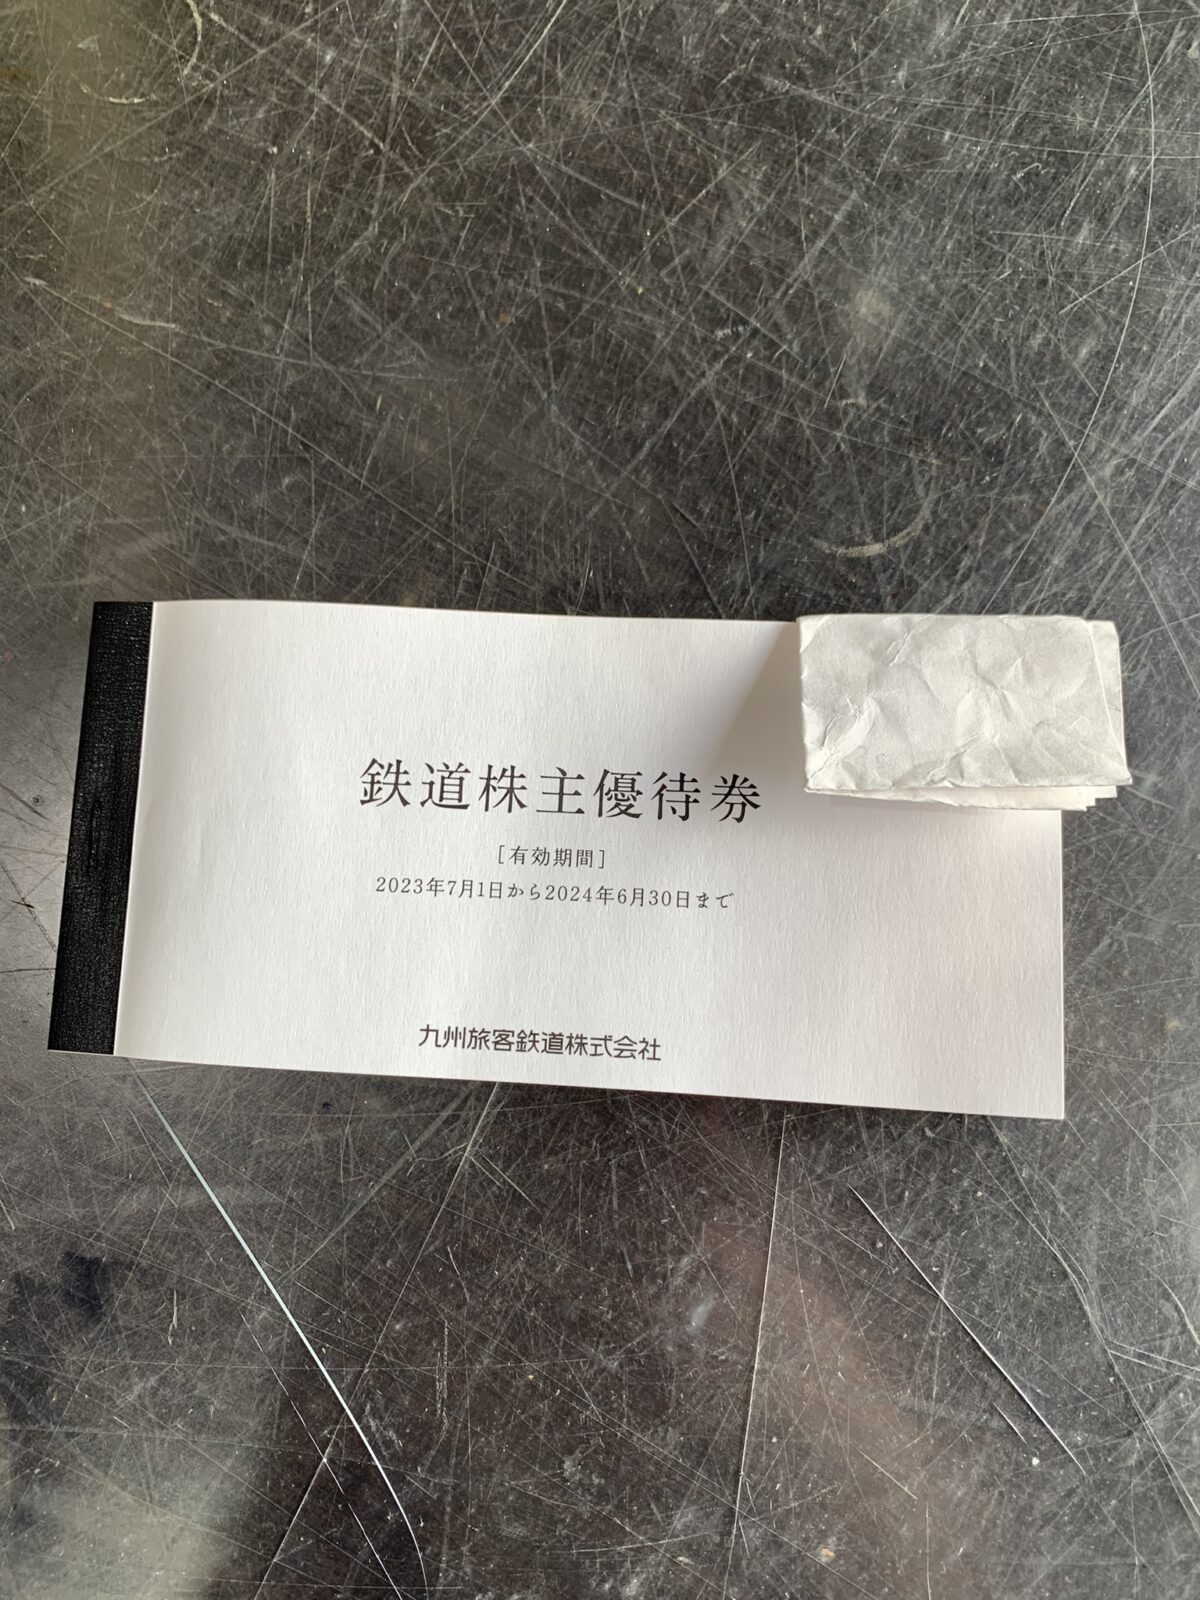 鉄道株主優待券
［有効期間］
2023年7月1日から2024年6月30日まで
九州旅客鉄道株式会社